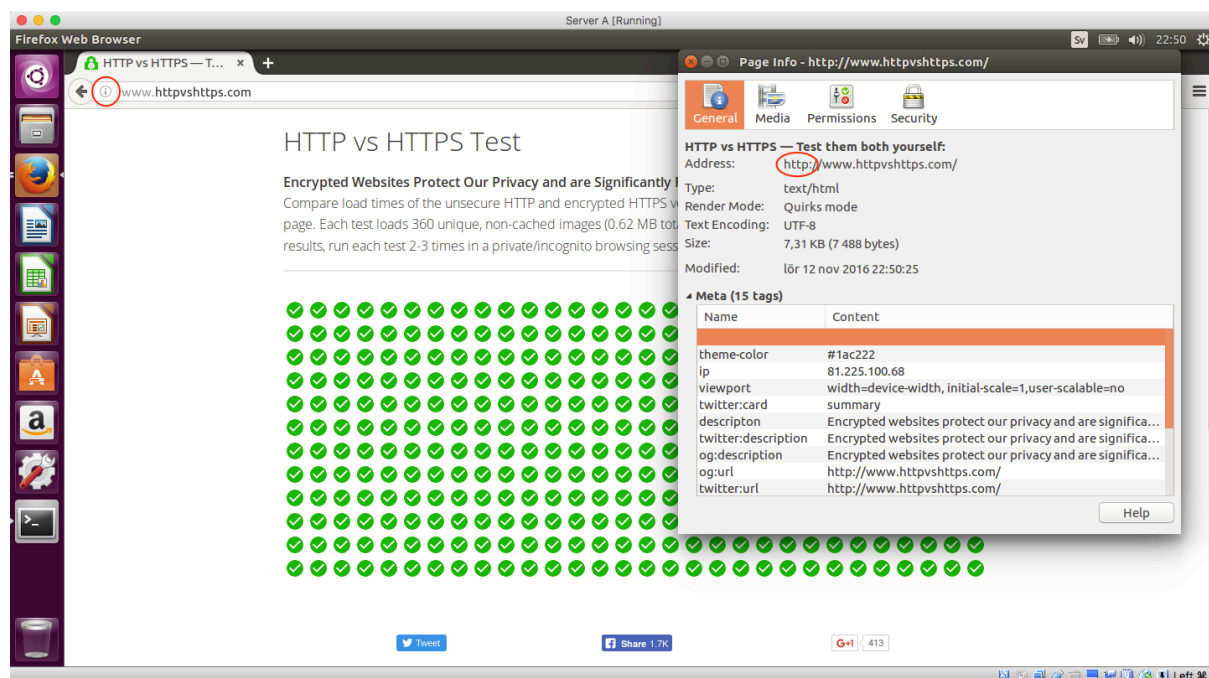 Server A [Running]
Firefox Web Browser
Sv
22:50
HTTP vs HTTPS — T...
www.httpvshttps.com
HTTP vs HTTPS Test
Encrypted Websites Protect Our Privacy and are Significantly
Compare load times of the unsecure HTTP and encrypted HTTPS
page. Each test loads 360 unique, non-cached images (0.62 MB
results, run each test 2-3 times in a private/incognito browsing
Tweet
Share 1.7K
G+1 413
Page Info - http://www.httpvshttps.com/
General Media Permissions Security
HTTP vs HTTPS — Test them both yourself:
Address: http://www.httpvshttps.com/
Type: text/html
Render Mode: Quirks mode
Text Encoding: UTF-8
Size: 7,31 KB (7 488 bytes)
Modified: lör 12 nov 2016 22:50:25
Meta (15 tags)
Name Content
theme-color #1ac222
ip 81.225.100.68
viewport width=device-width, initial-scale=1,user-scalable=no
twitter:card summary
descripton Encrypted websites protect our privacy and are significa...
twitter:description Encrypted websites protect our privacy and are significa...
og:description Encrypted websites protect our privacy and are significa...
og:url http://www.httpvshttps.com/
twitter:url http://www.httpvshttps.com/
Help
Left ⌘